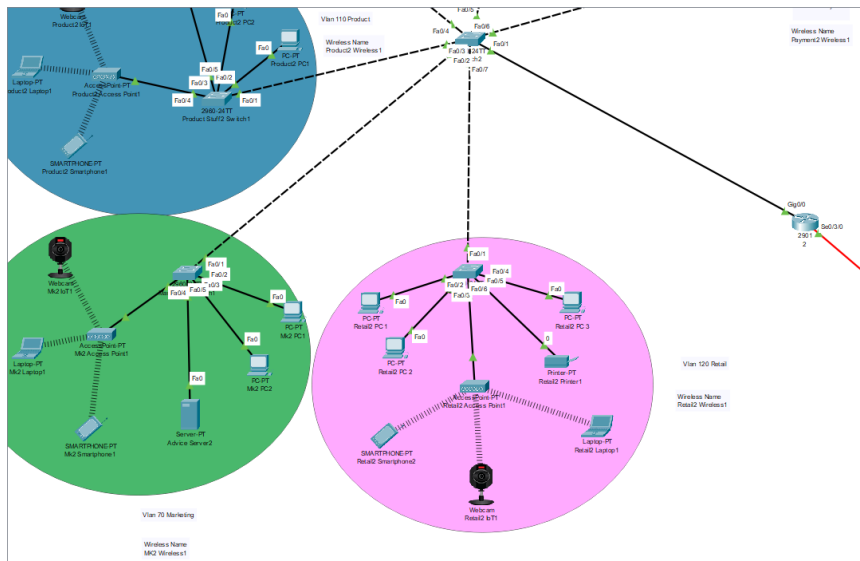 Webcam
Product2 IoT1
Fa0
Product2 PC2
Vlan 110 Product
Wireless Name
Product2 Wireless1
Fa0
PC-PT
Product2 PC1
Laptop-PT
Product2 Laptop1
AccessPoint-PT
Product2 Access Point1
Fa0/5
Fa0/3
Fa0/2
Fa0/4
Fa0/1
2960-24TT
Product Stuff2 Switch1
SMARTPHONE-PT
Product2 Smartphone1
Fa0/5
Fa0/4
Fa0/6
Fa0/3
Fa0/1
Fa0/2
Fa0/7
Wireless Name
Payment2 Wireless1
Gig0/0
Se0/3/0
2901
2
Webcam
Mk2 IoT1
Fa0/1
Fa0/2
Fa0/3
Fa0/4
Fa0/5
Fa0
PC-PT
Mk2 PC1
AccessPoint-PT
Mk2 Access Point1
Laptop-PT
Mk2 Laptop1
Fa0
PC-PT
Mk2 PC2
Fa0
Server-PT
Advice Server2
SMARTPHONE-PT
Mk2 Smartphone1
Vlan 70 Marketing
Wireless Name
MK2 Wireless1
Fa0/1
Fa0/4
Fa0/2
Fa0/5
Fa0/6
Fa0/3
Fa0
PC-PT
Retail2 PC1
Fa0
PC-PT
Retail2 PC 3
Fa0
PC-PT
Retail2 PC 2
0
Printer-PT
Retail2 Printer1
AccessPoint-PT
Retail2 Access Point1
SMARTPHONE-PT
Retail2 Smartphone2
Laptop-PT
Retail2 Laptop1
Webcam
Retail2 IoT1
Vlan 120 Retail
Wireless Name
Retail2 Wireless1